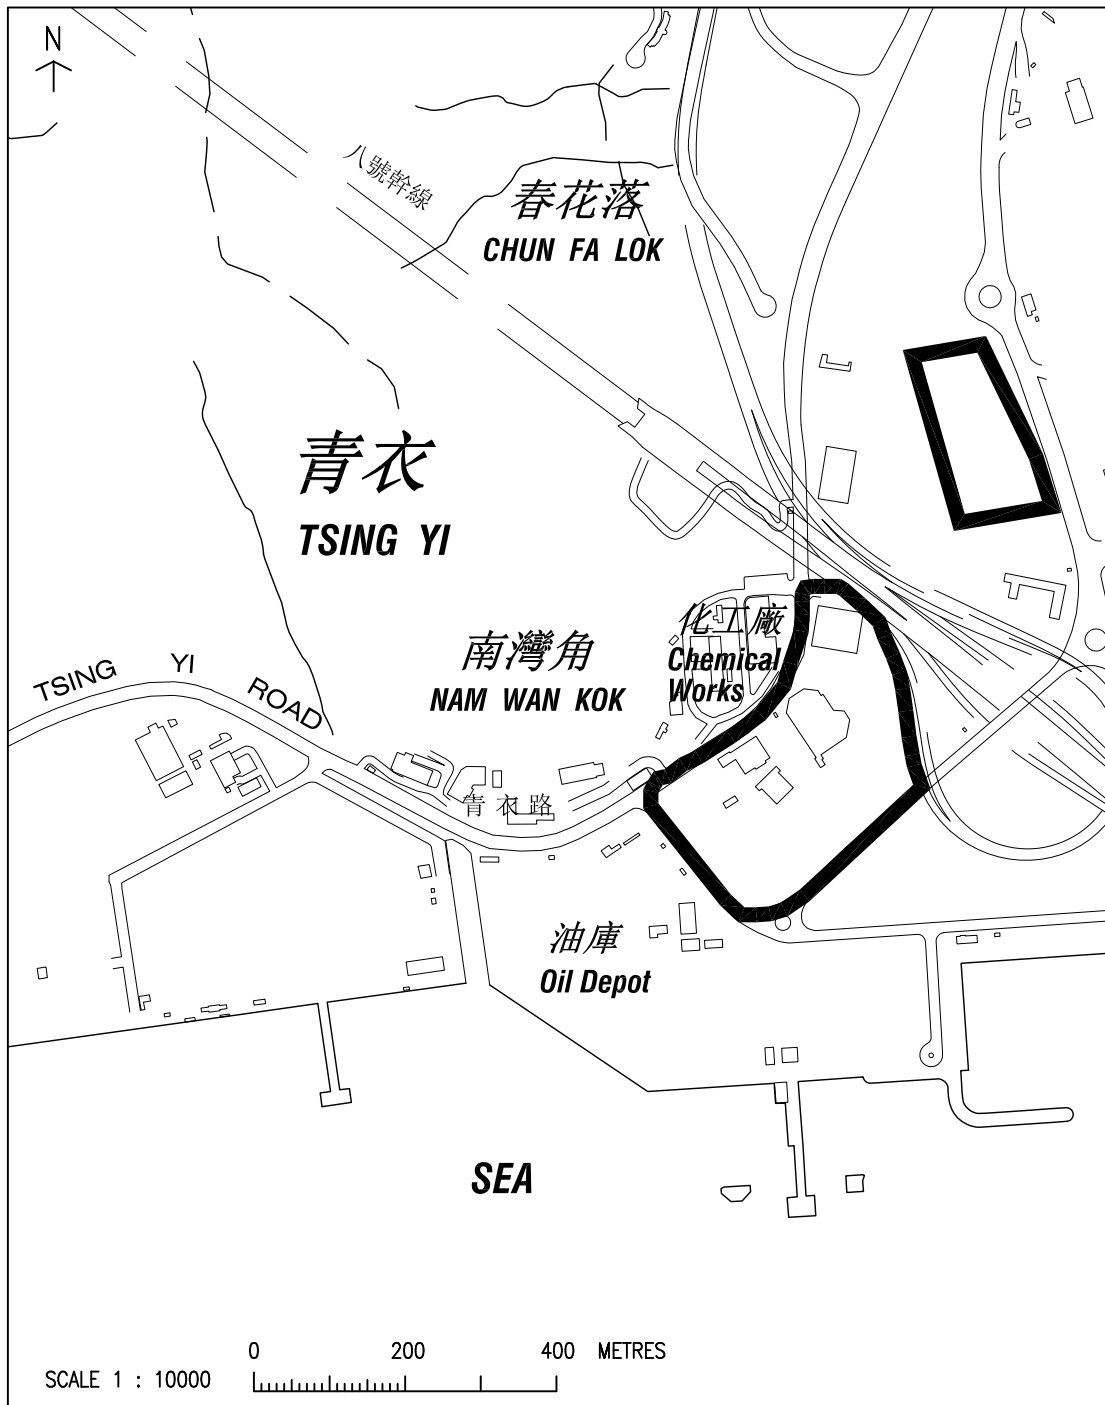 N
八號幹線
春花落
CHUN FA LOK
青衣
TSING YI
化工廠
Chemical
Works
南灣角
NAM WAN KOK
TSING YI ROAD
青衣路
油庫
Oil Depot
SEA
0 200 400 METRES
SCALE 1 : 10000